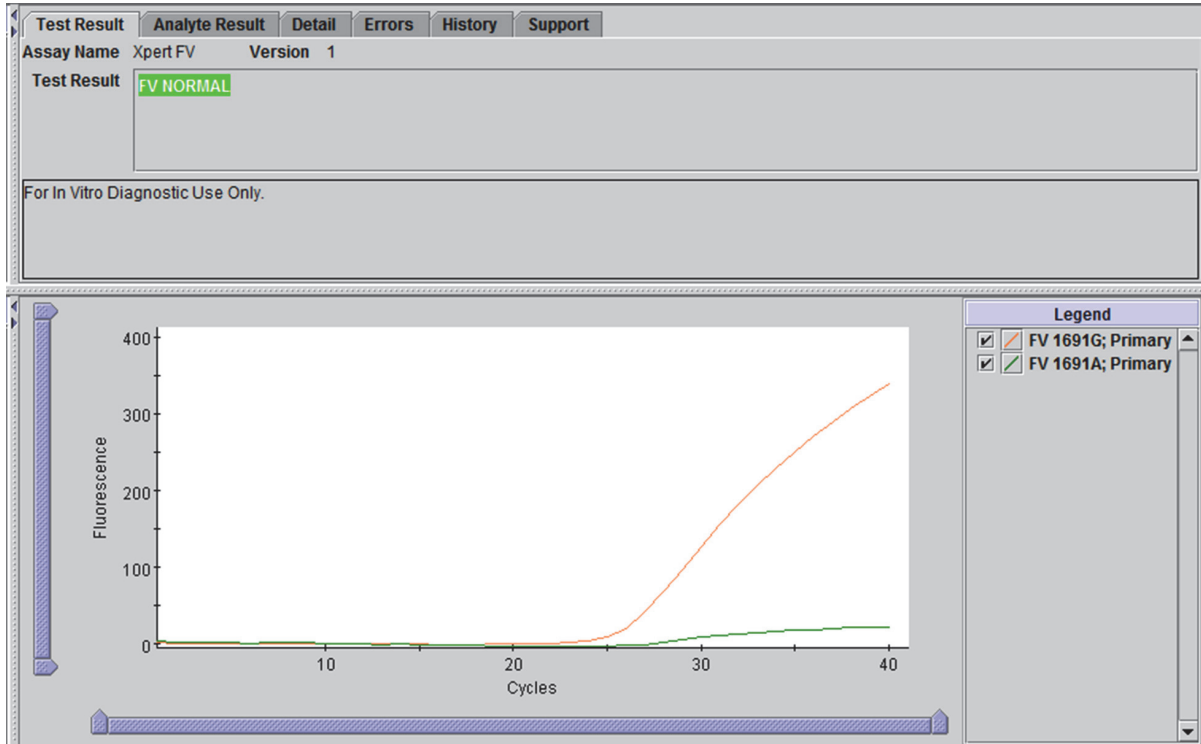 Test Result Analyte Result Detail Errors History Support
Assay Name Xpert FV Version 1
Test Result FV NORMAL
For In Vitro Diagnostic Use Only.
Legend
FV 1691G; Primary
FV 1691A; Primary
400
300
200
100
0
Fluorescence
10 20 30 40
Cycles